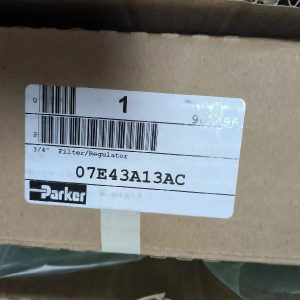 Q
1
P
3/4" Filter/Regulator
07E43A13AC
Parker